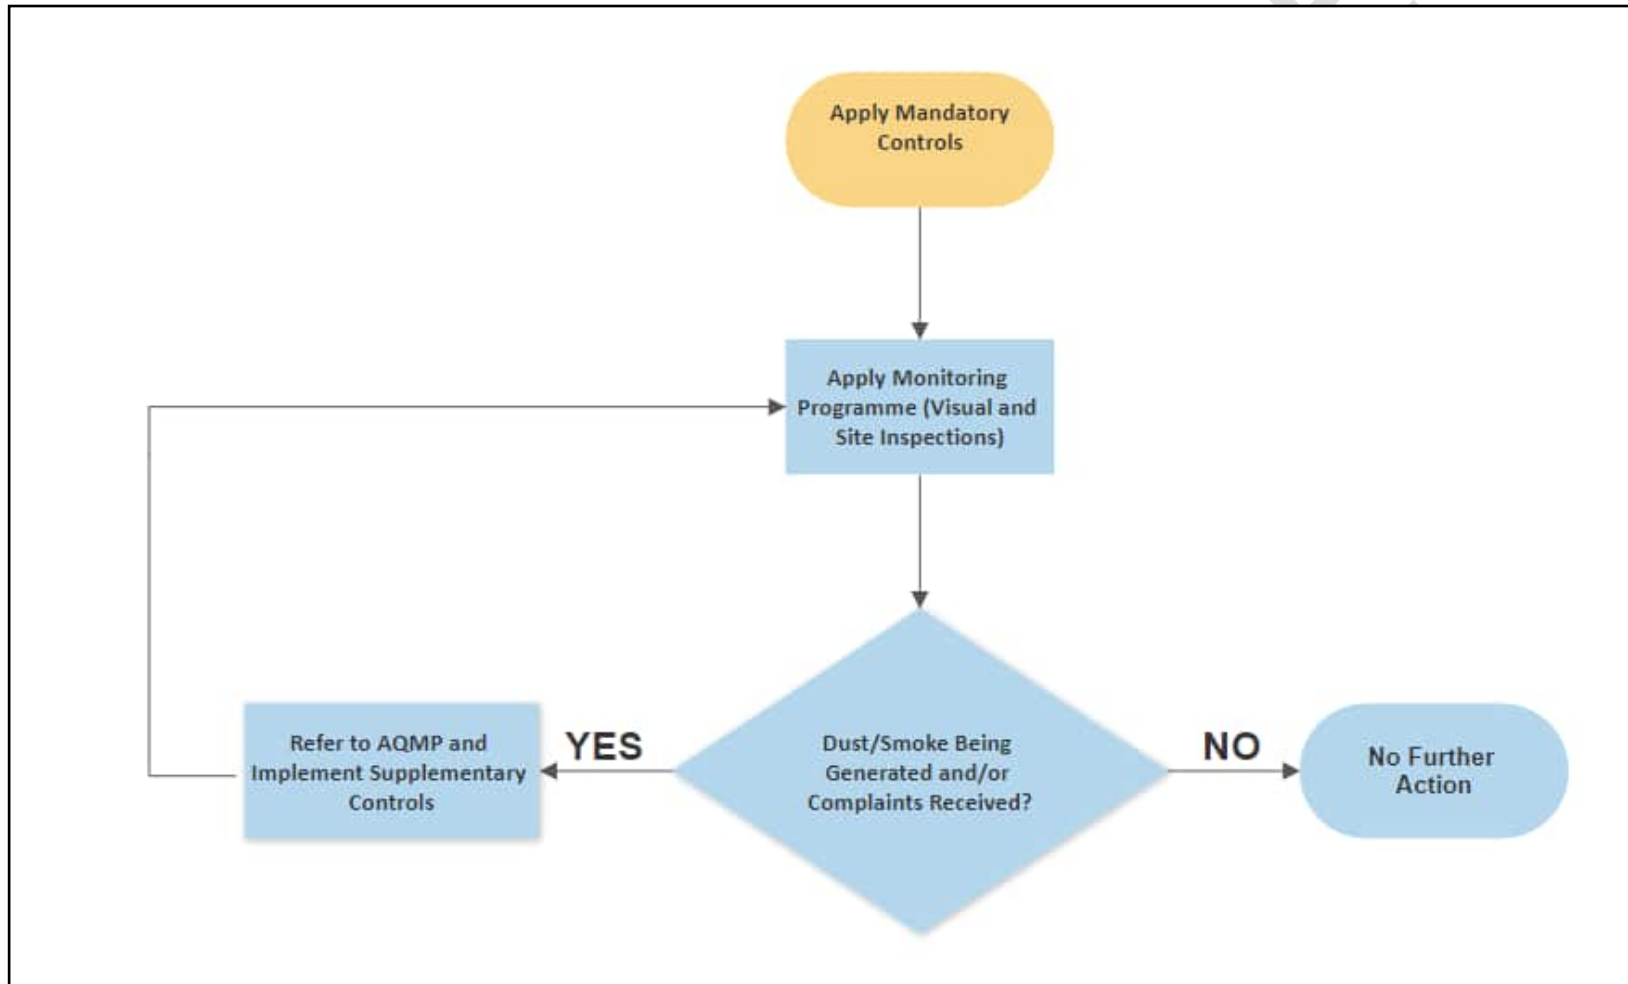 Apply Mandatory
Controls
Apply Monitoring
Programme (Visual and
Site Inspections)
Refer to AQMP and
Implement Supplementary
Controls
YES
Dust/Smoke Being
Generated and/or
Complaints Received?
NO
No Further
Action